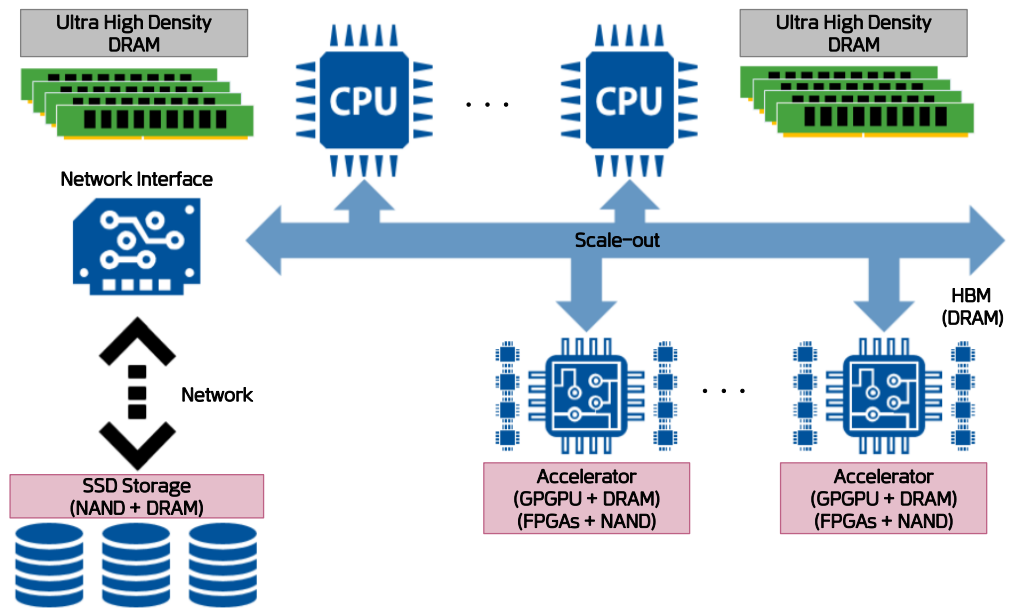 Ultra High Density
DRAM
Ultra High Density
DRAM
CPU
. . .
CPU
Network Interface
Scale-out
HBM
(DRAM)
Network
. . .
SSD Storage
(NAND + DRAM)
Accelerator
(GPGPU + DRAM)
(FPGAs + NAND)
Accelerator
(GPGPU + DRAM)
(FPGAs + NAND)